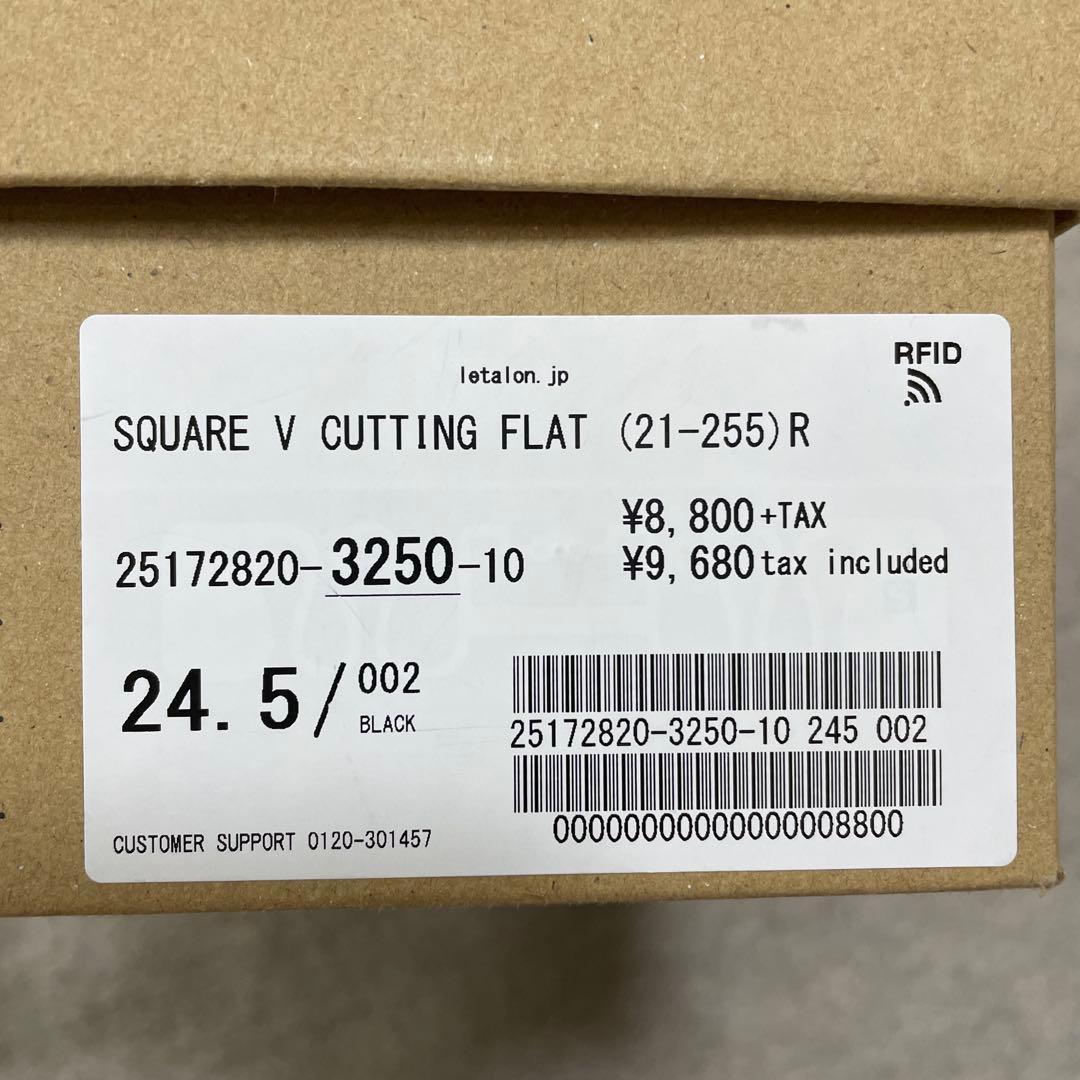 RFID
letalon.jp
SQUARE V CUTTING FLAT (21-255)R
¥8,800+TAX
25172820-3250-10
¥9,680 tax included
24.5/002
BLACK
25172820-3250-10 245 002
00000000000000008800
CUSTOMER SUPPORT 0120-301457